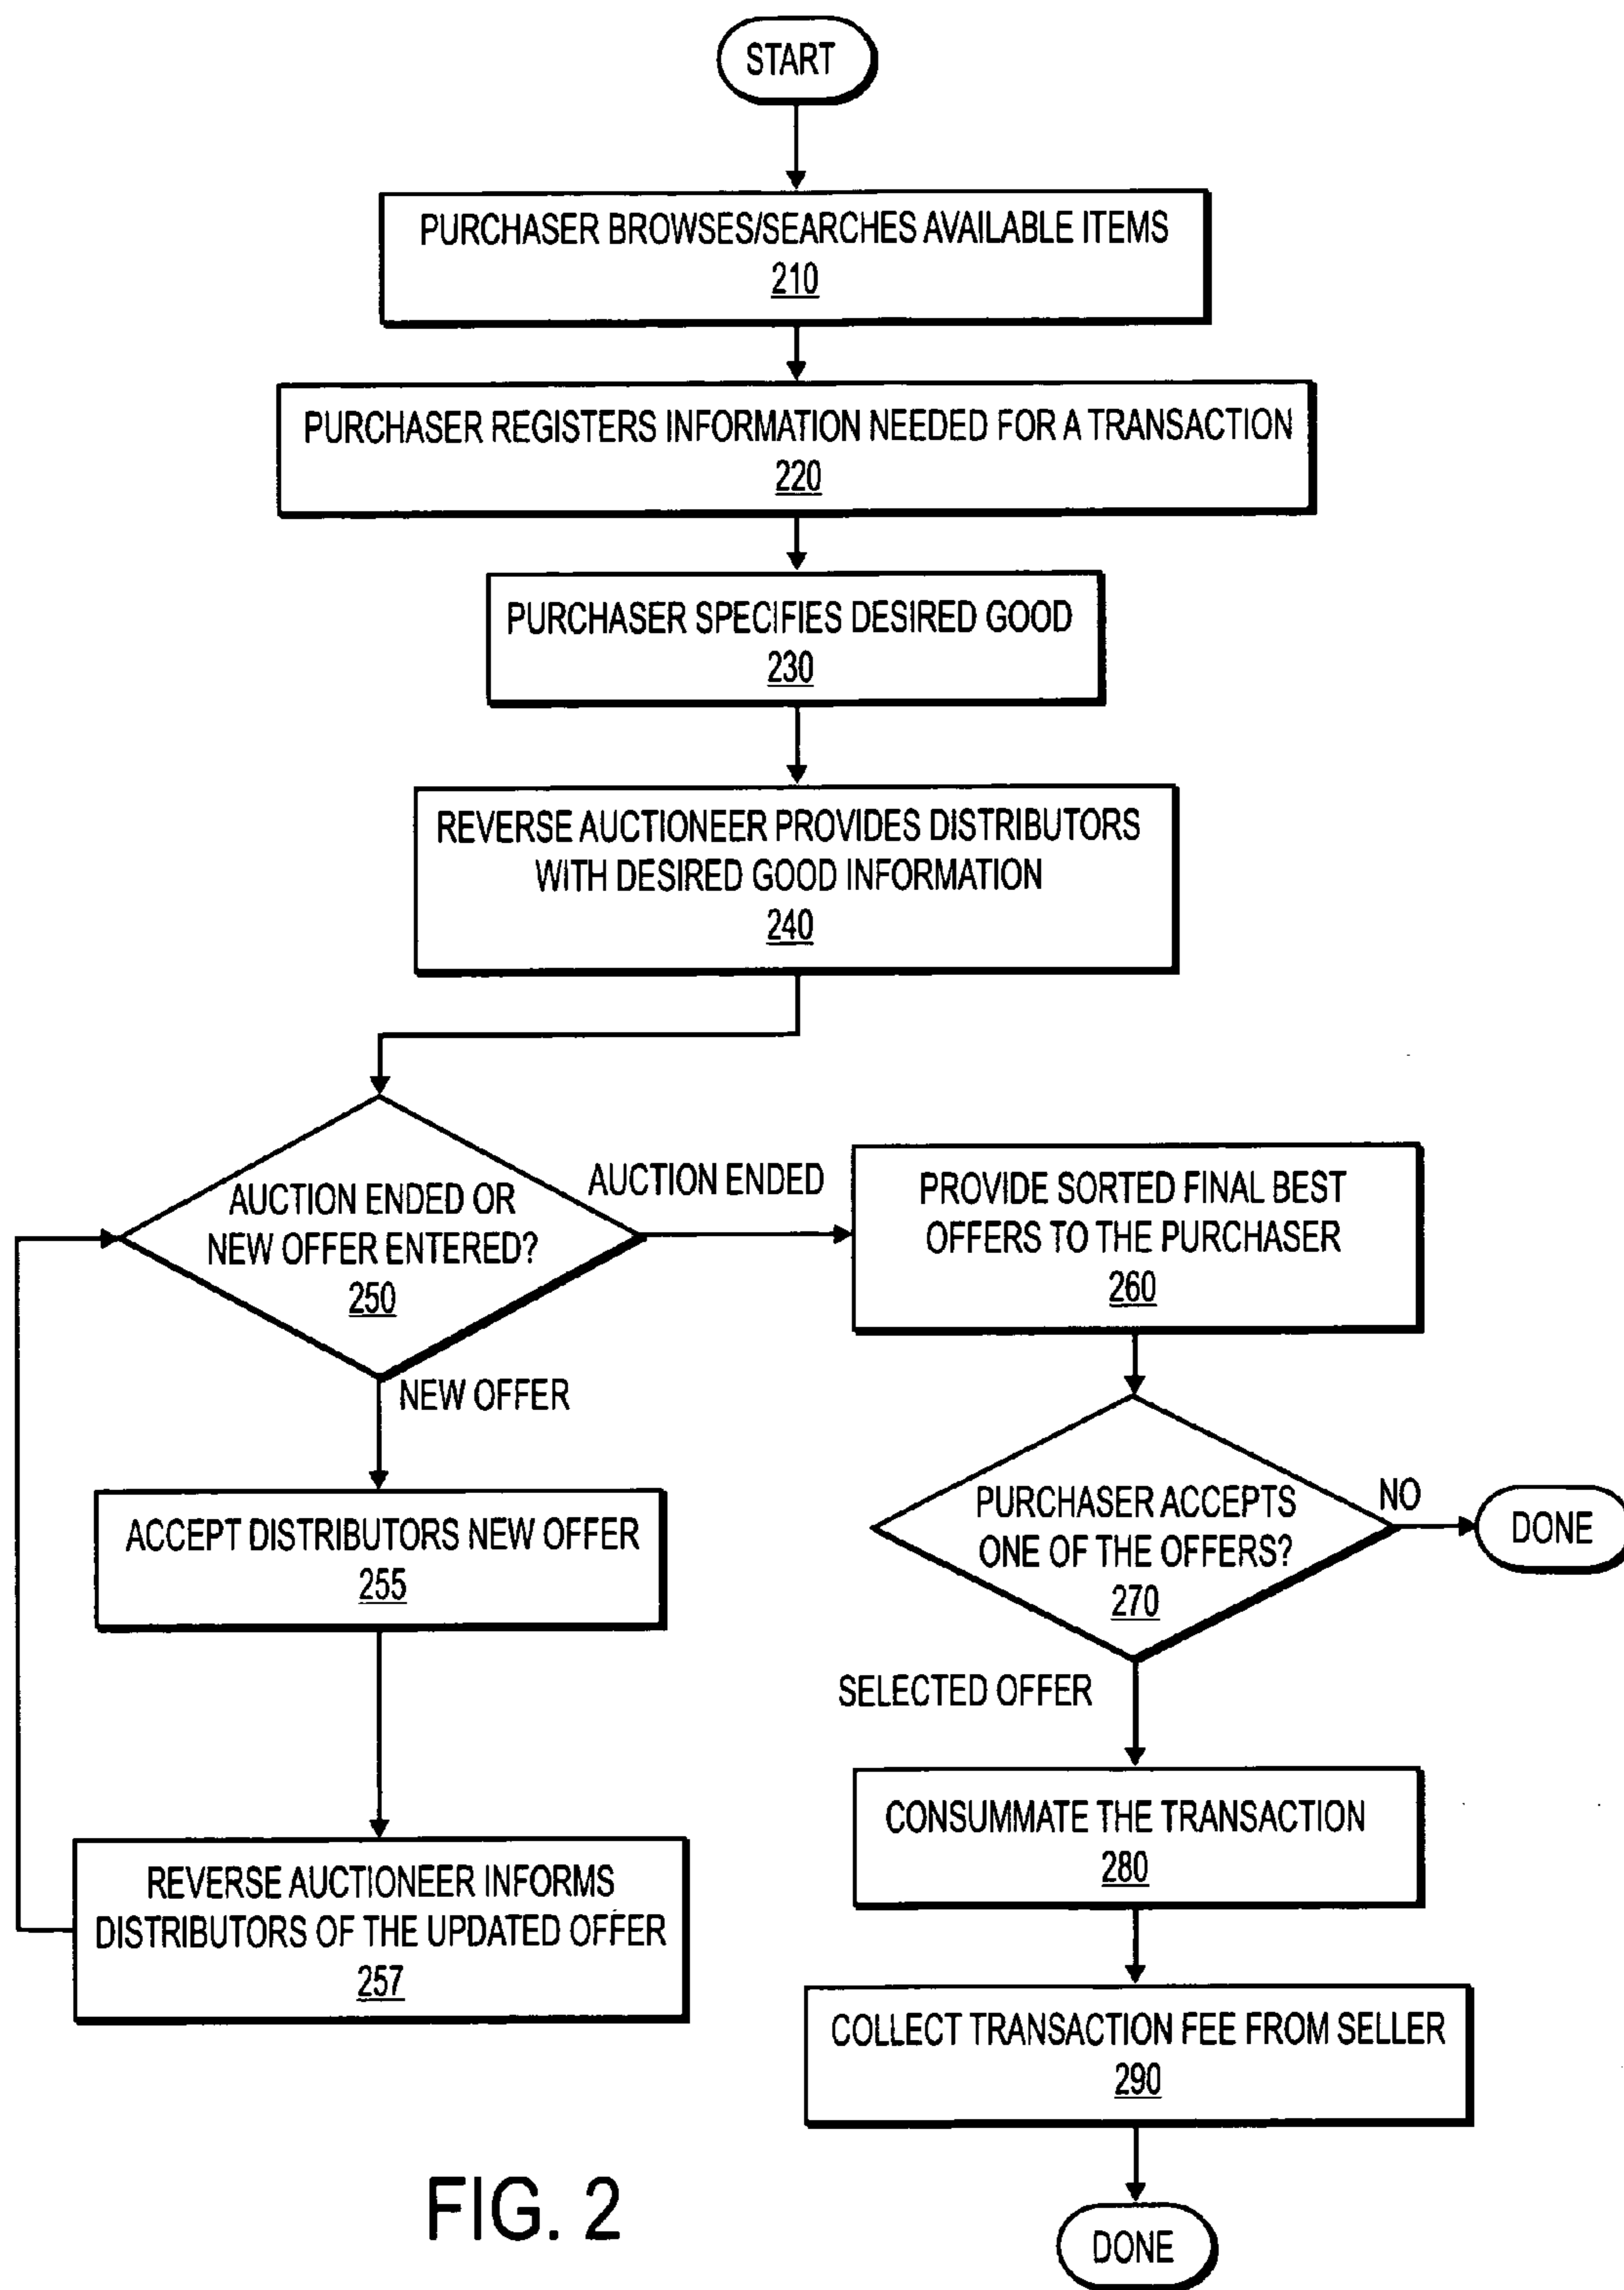 START
PURCHASER BROWSES/SEARCHES AVAILABLE ITEMS
210
PURCHASER REGISTERS INFORMATION NEEDED FOR A TRANSACTION
220
PURCHASER SPECIFIES DESIRED GOOD
230
REVERSE AUCTIONEER PROVIDES DISTRIBUTORS
WITH DESIRED GOOD INFORMATION
240
AUCTION ENDED OR
NEW OFFER ENTERED?
250
AUCTION ENDED
NEW OFFER
ACCEPT DISTRIBUTORS NEW OFFER
255
REVERSE AUCTIONEER INFORMS
DISTRIBUTORS OF THE UPDATED OFFER
257
PROVIDE SORTED FINAL BEST
OFFERS TO THE PURCHASER
260
PURCHASER ACCEPTS
ONE OF THE OFFERS?
270
NO
DONE
SELECTED OFFER
CONSUMMATE THE TRANSACTION
280
COLLECT TRANSACTION FEE FROM SELLER
290
DONE
FIG. 2